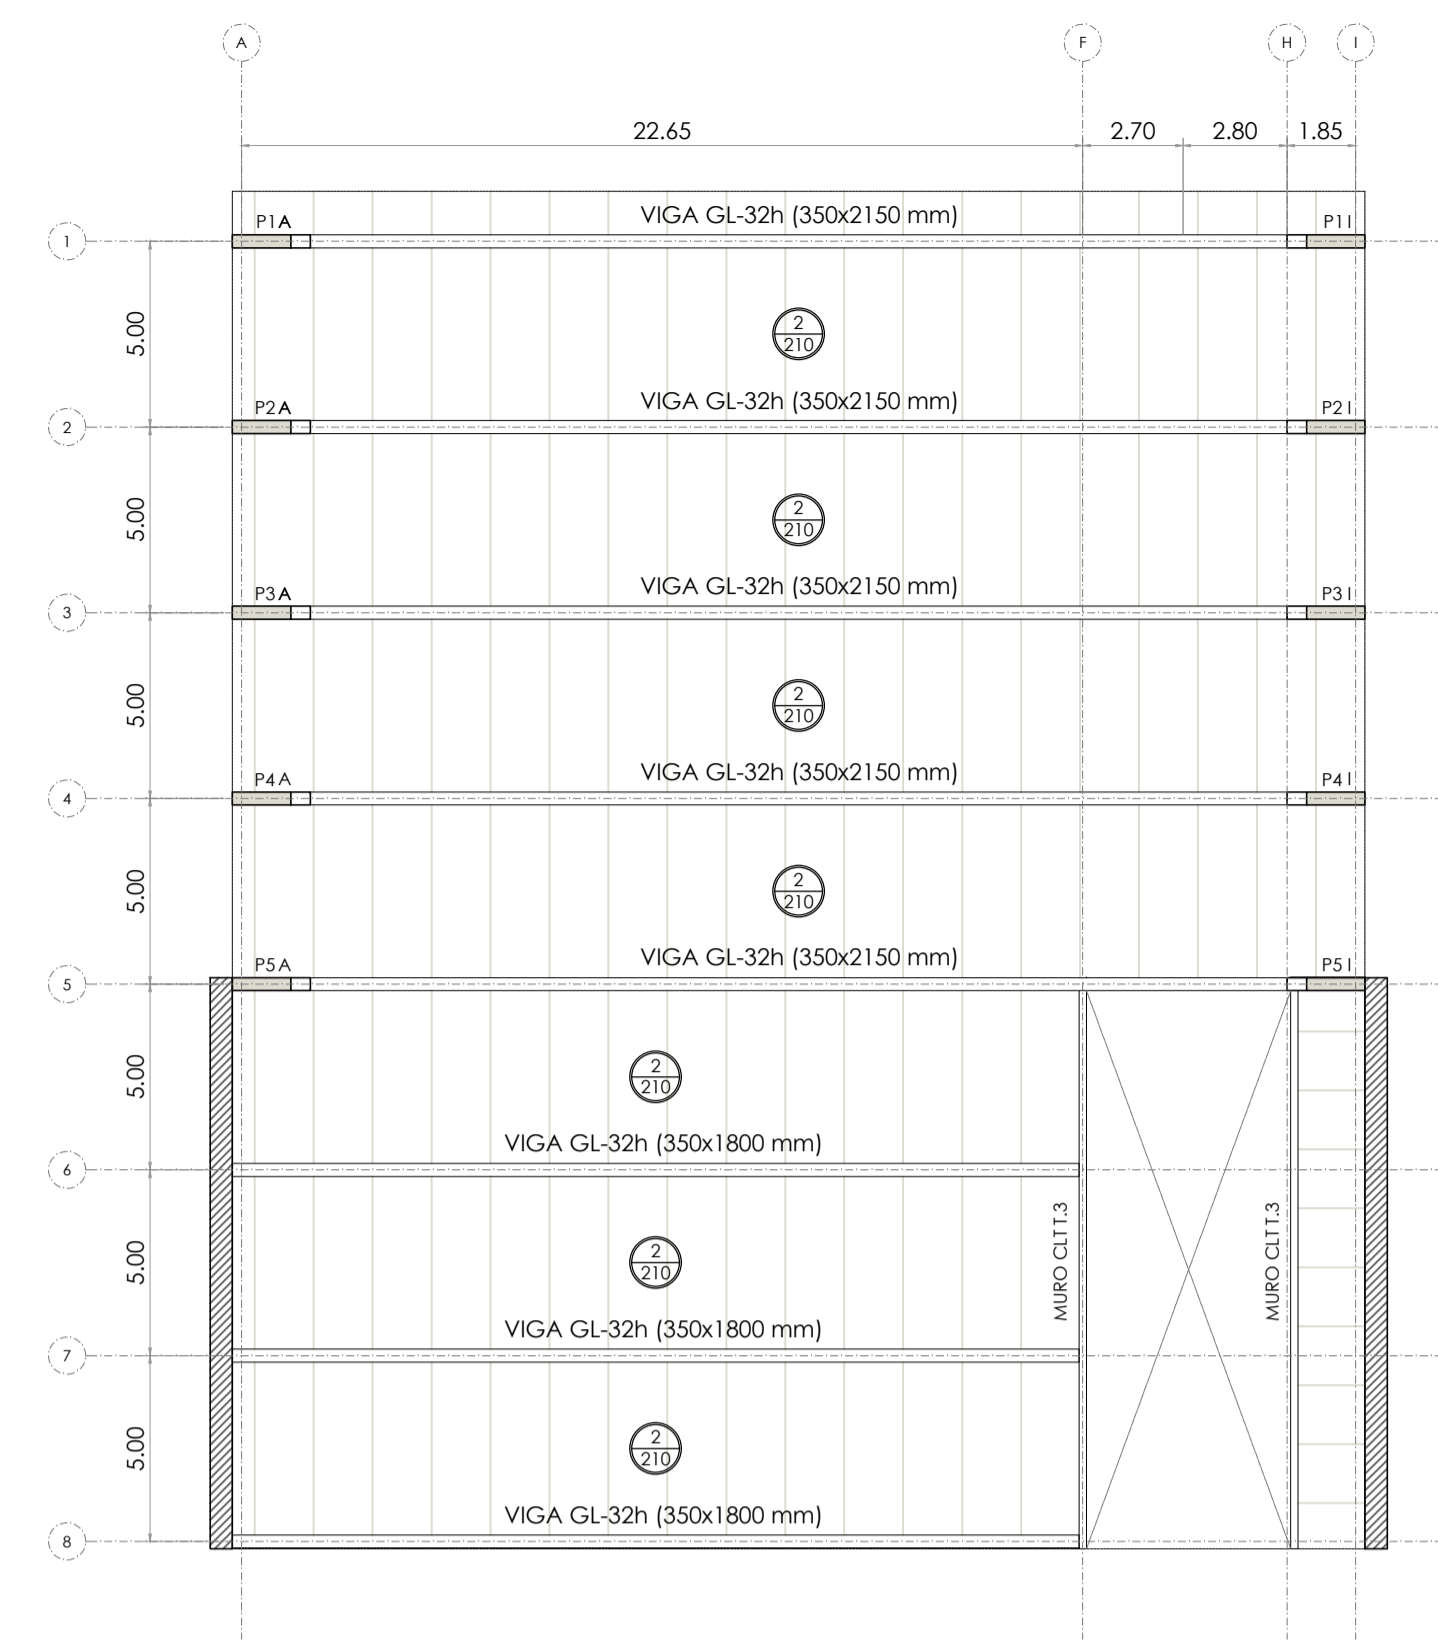 A F H I
22.65 2.70 2.80 1.85
VIGA GL-32h (350x2150 mm)
P1A P1I
1
5.00
2
210
VIGA GL-32h (350x2150 mm)
P2A P2I
2
5.00
2
210
VIGA GL-32h (350x2150 mm)
P3A P3I
3
5.00
2
210
VIGA GL-32h (350x2150 mm)
P4A P4I
4
5.00
2
210
VIGA GL-32h (350x2150 mm)
P5A P5I
5
5.00
2
210
VIGA GL-32h (350x1800 mm)
6
MURO CLT T.3 MURO CLT T.3
5.00
2
210
VIGA GL-32h (350x1800 mm)
7
5.00
2
210
VIGA GL-32h (350x1800 mm)
8